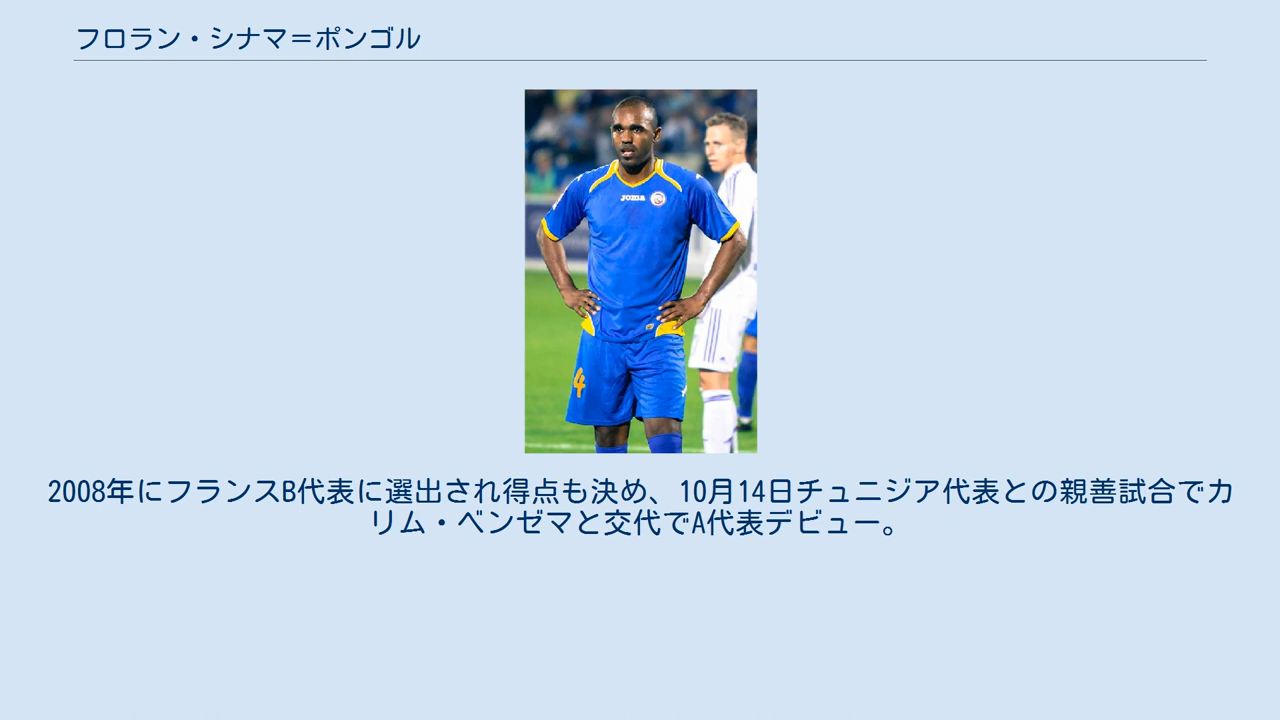 フロラン・シナマ＝ポンゴル
JOMA
4
2008年にフランスB代表に選出され得点も決め、10月14日チュニジア代表との親善試合でカ
リム・ベンゼマと交代でA代表デビュー。